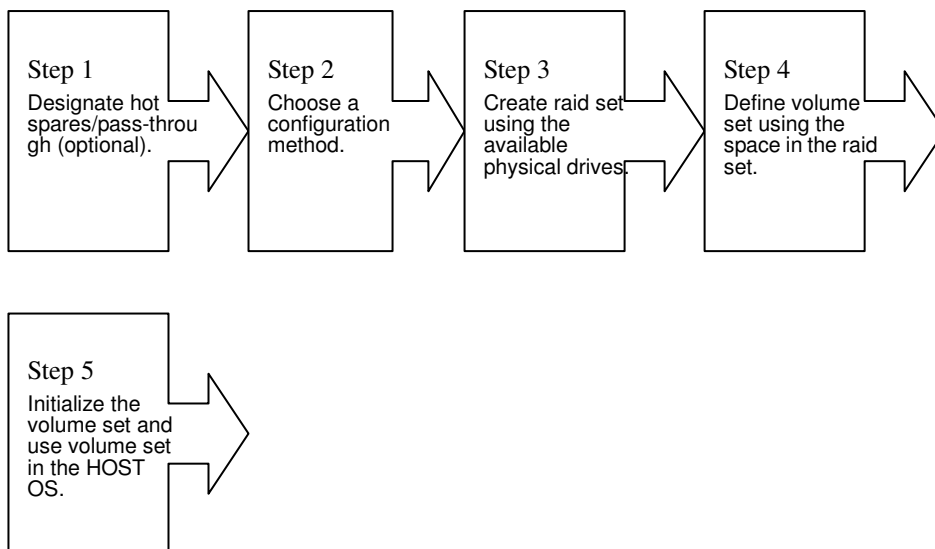 Step 1
Designate hot
spares/pass-throu
gh (optional).
Step 2
Choose a
configuration
method.
Step 3
Create raid set
using the
available
physical drives.
Step 4
Define volume
set using the
space in the raid
set.
Step 5
Initialize the
volume set and
use volume set
in the HOST
OS.